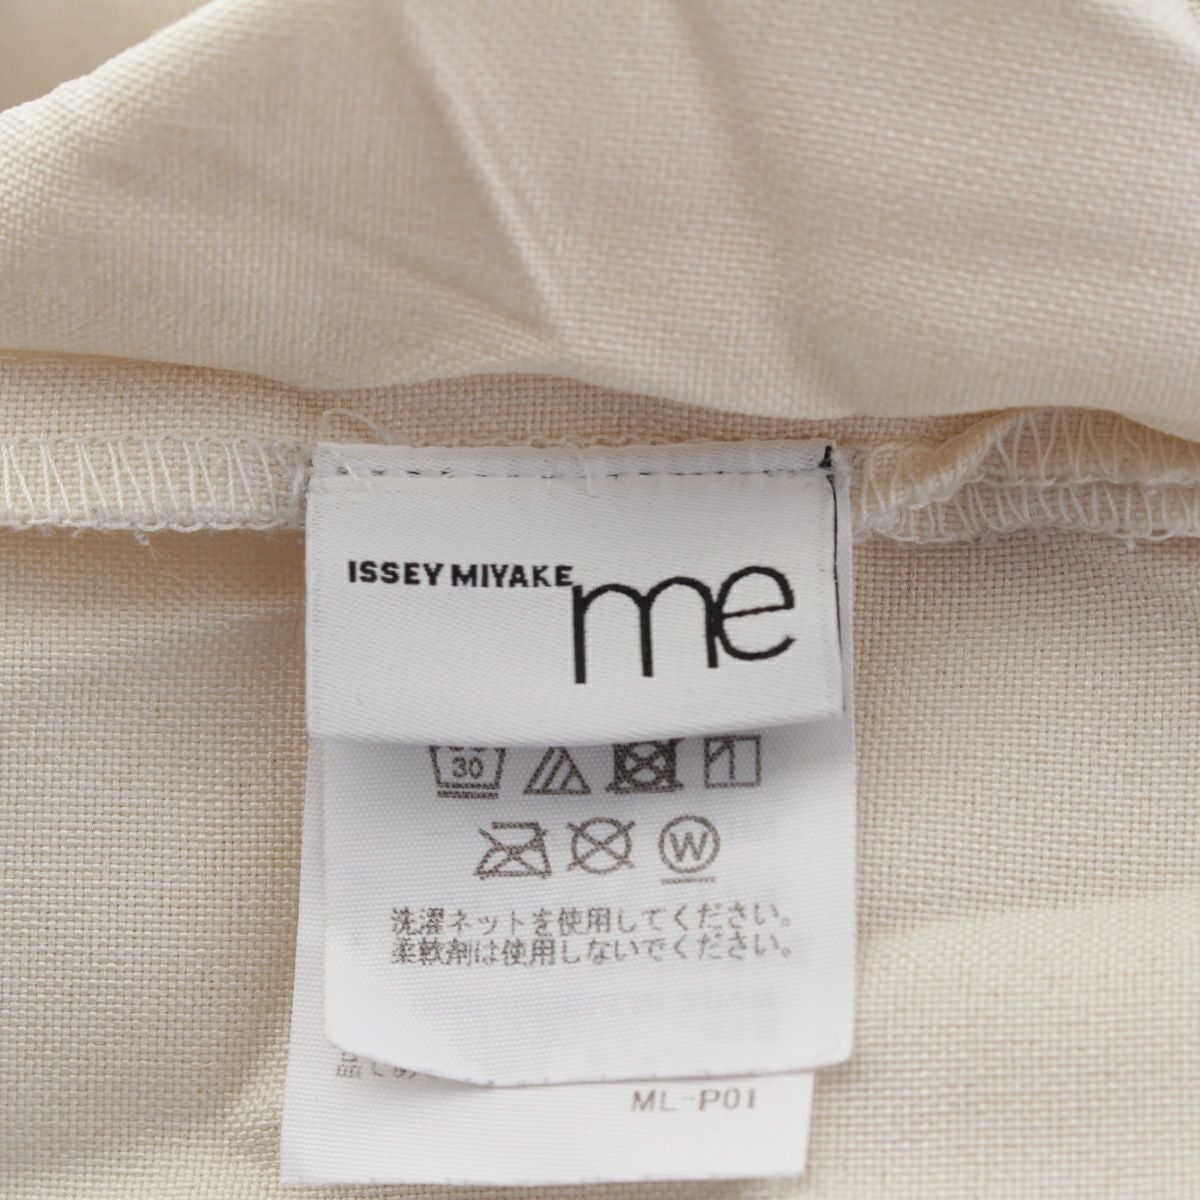 ISSEY MIYAKE me
30
W
洗濯ネットを使用してください。
柔軟剤は使用しないでください。
ML-P01